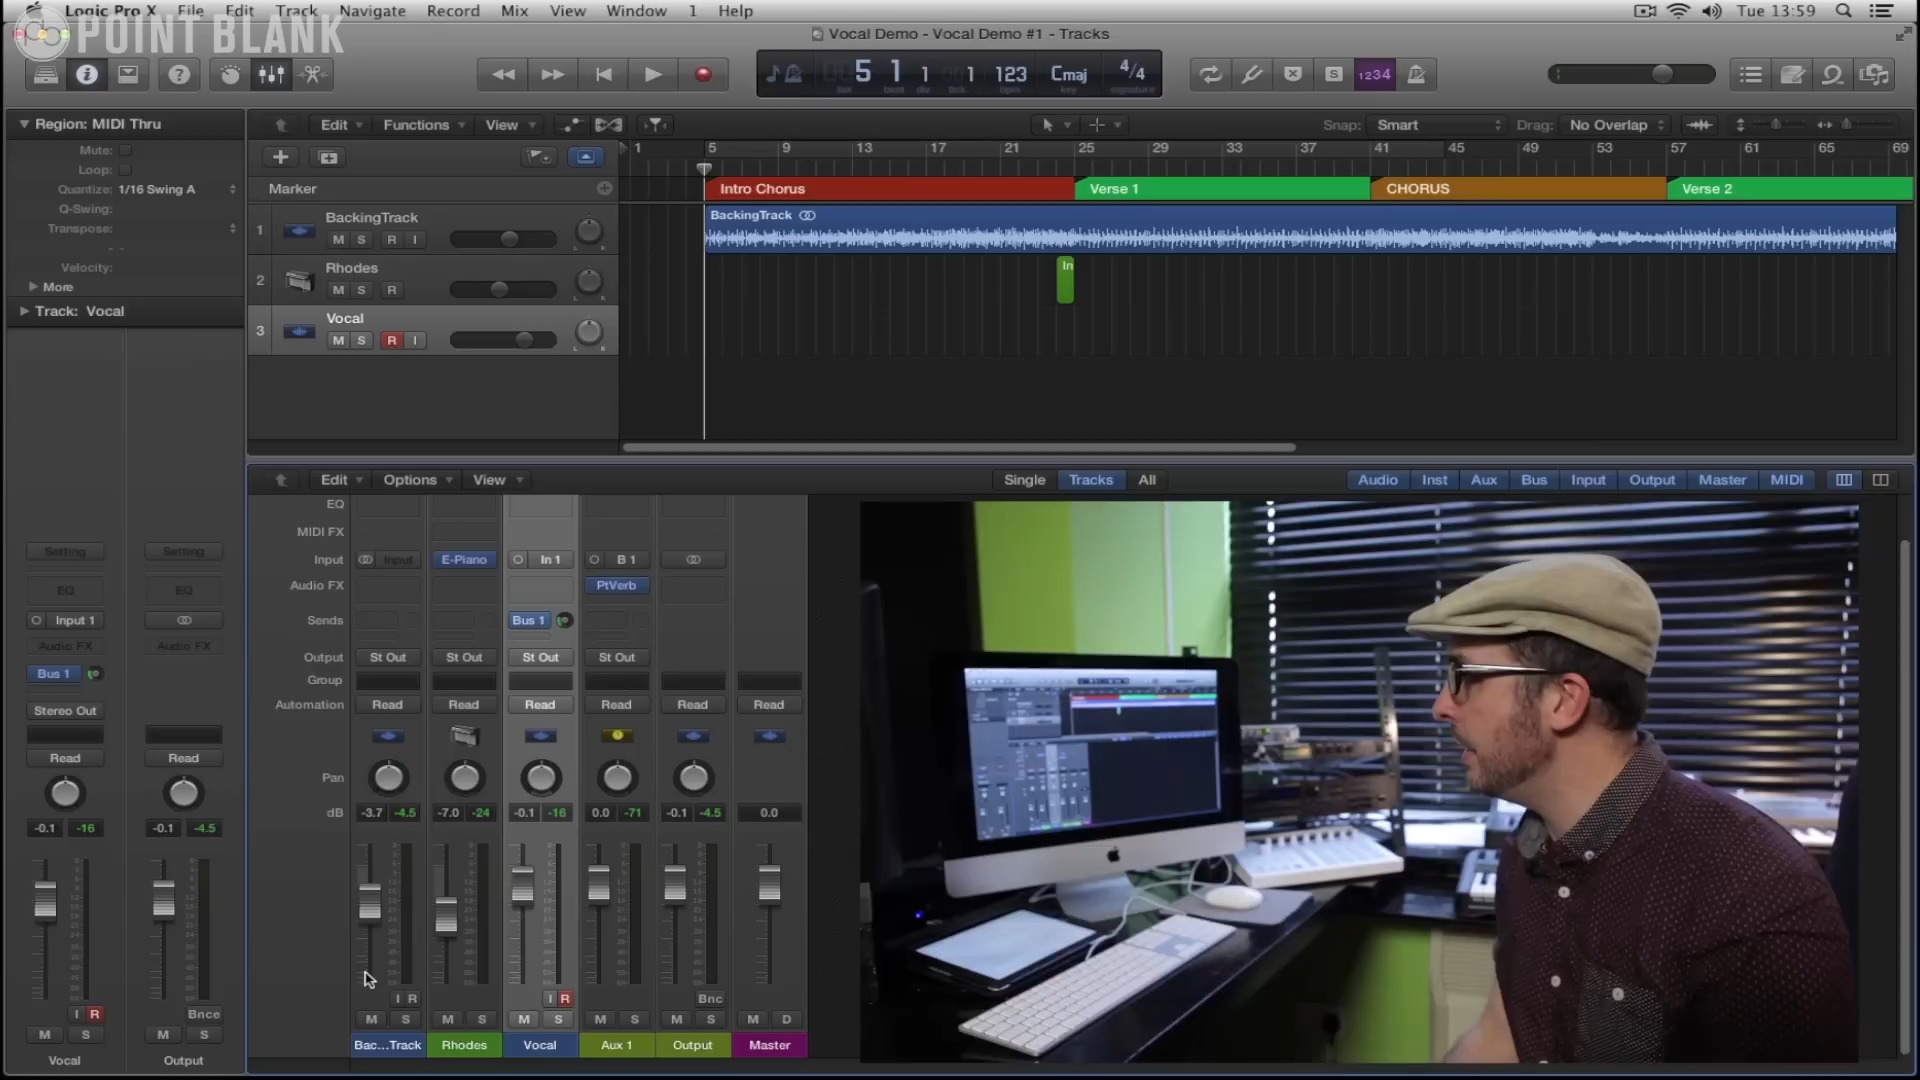 Logic Pro X File Edit Track Navigate Record Mix View Window 1 Help Tue 13:59
POINT BLANK
Vocal Demo - Vocal Demo #1 - Tracks
5 1 1 1 123 Cmaj 4/4
bar beat div tick bpm key signature
S 1234
Region: MIDI Thru
Mute:
Loop:
Quantize: 1/16 Swing A
Q-Swing:
Transpose:
Velocity:
More
Track: Vocal
Edit Functions View Snap: Smart Drag: No Overlap
1 5 9 13 17 21 25 29 33 37 41 45 49 53 57 61 65 69
Marker Intro Chorus Verse 1 CHORUS Verse 2
1 BackingTrack
M S R I
L R
BackingTrack
2 Rhodes
M S R
L R
In
3 Vocal
M S R I
L R
Edit Options View Single Tracks All Audio Inst Aux Bus Input Output Master MIDI
EQ
MIDI FX
Input Input E-Piano In 1 B 1
Audio FX PtVerb
Sends Bus 1
Output St Out St Out St Out St Out
Group
Automation Read Read Read Read Read Read
Pan
dB -3.7 -4.5 -7.0 -24 -0.1 -16 0.0 -71 -0.1 -4.5 0.0
I R I R Bnc
M S M S M S M S M S M D
Bac...Track Rhodes Vocal Aux 1 Output Master
Setting Setting
EQ EQ
Input 1
Audio FX Audio FX
Bus 1
Stereo Out
Read Read
-0.1 -16 -0.1 -4.5
I R Bnce
M S M S
Vocal Output